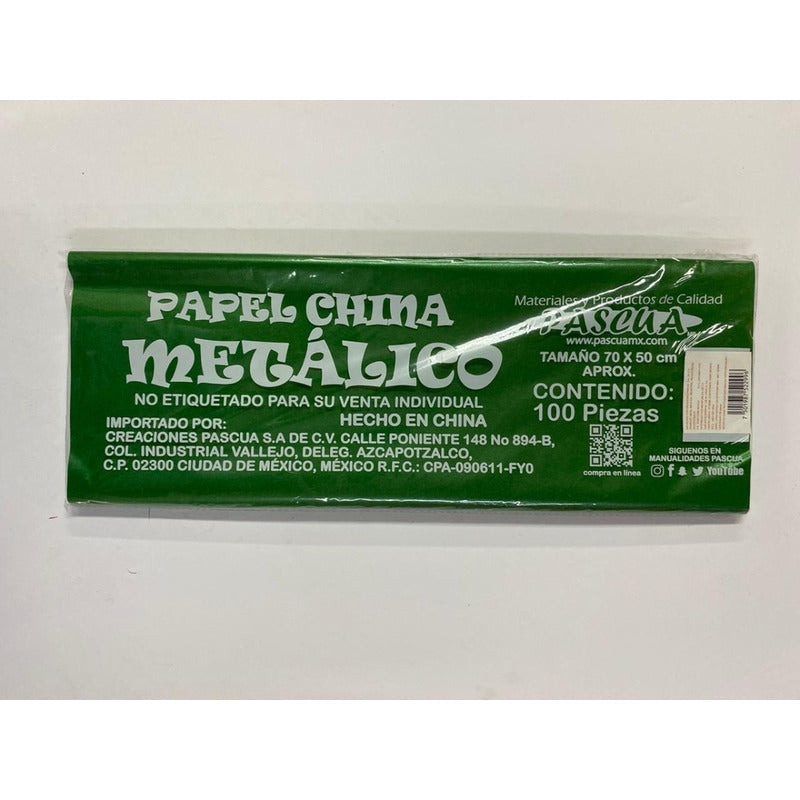 PAPEL CHINA
METÁLICO
NO ETIQUETADO PARA SU VENTA INDIVIDUAL
HECHO EN CHINA
IMPORTADO POR:
CREACIONES PASCUA S.A DE C.V. CALLE PONIENTE 148 No 894-B,
COL. INDUSTRIAL VALLEJO, DELEG. AZCAPOTZALCO,
C.P. 02300 CIUDAD DE MÉXICO, MÉXICO R.F.C.: CPA-090611-FY0
Materiales y Productos de Calidad
PASCUA
www.pascuamx.com
TAMAÑO 70 X 50 cm
APROX.
CONTENIDO:
100 Piezas
compra en línea
SIGUENOS EN
MANUALIDADES PASCUA
YouTube